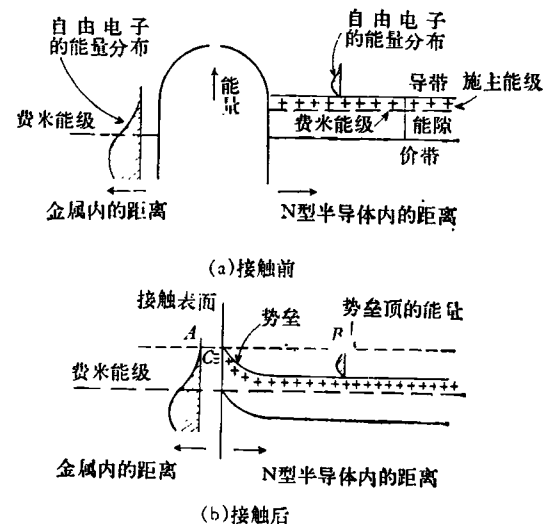 自由电子
的能量分布
自由电子
的能量分布
能量
导带
施主能级
费米能级
费米能级
能隙
价带
金属内的距离
N型半导体内的距离
(a)接触前
接触表面
势垒
势垒顶的能量
A
C
B
费米能级
金属内的距离
N型半导体内的距离
(b)接触后